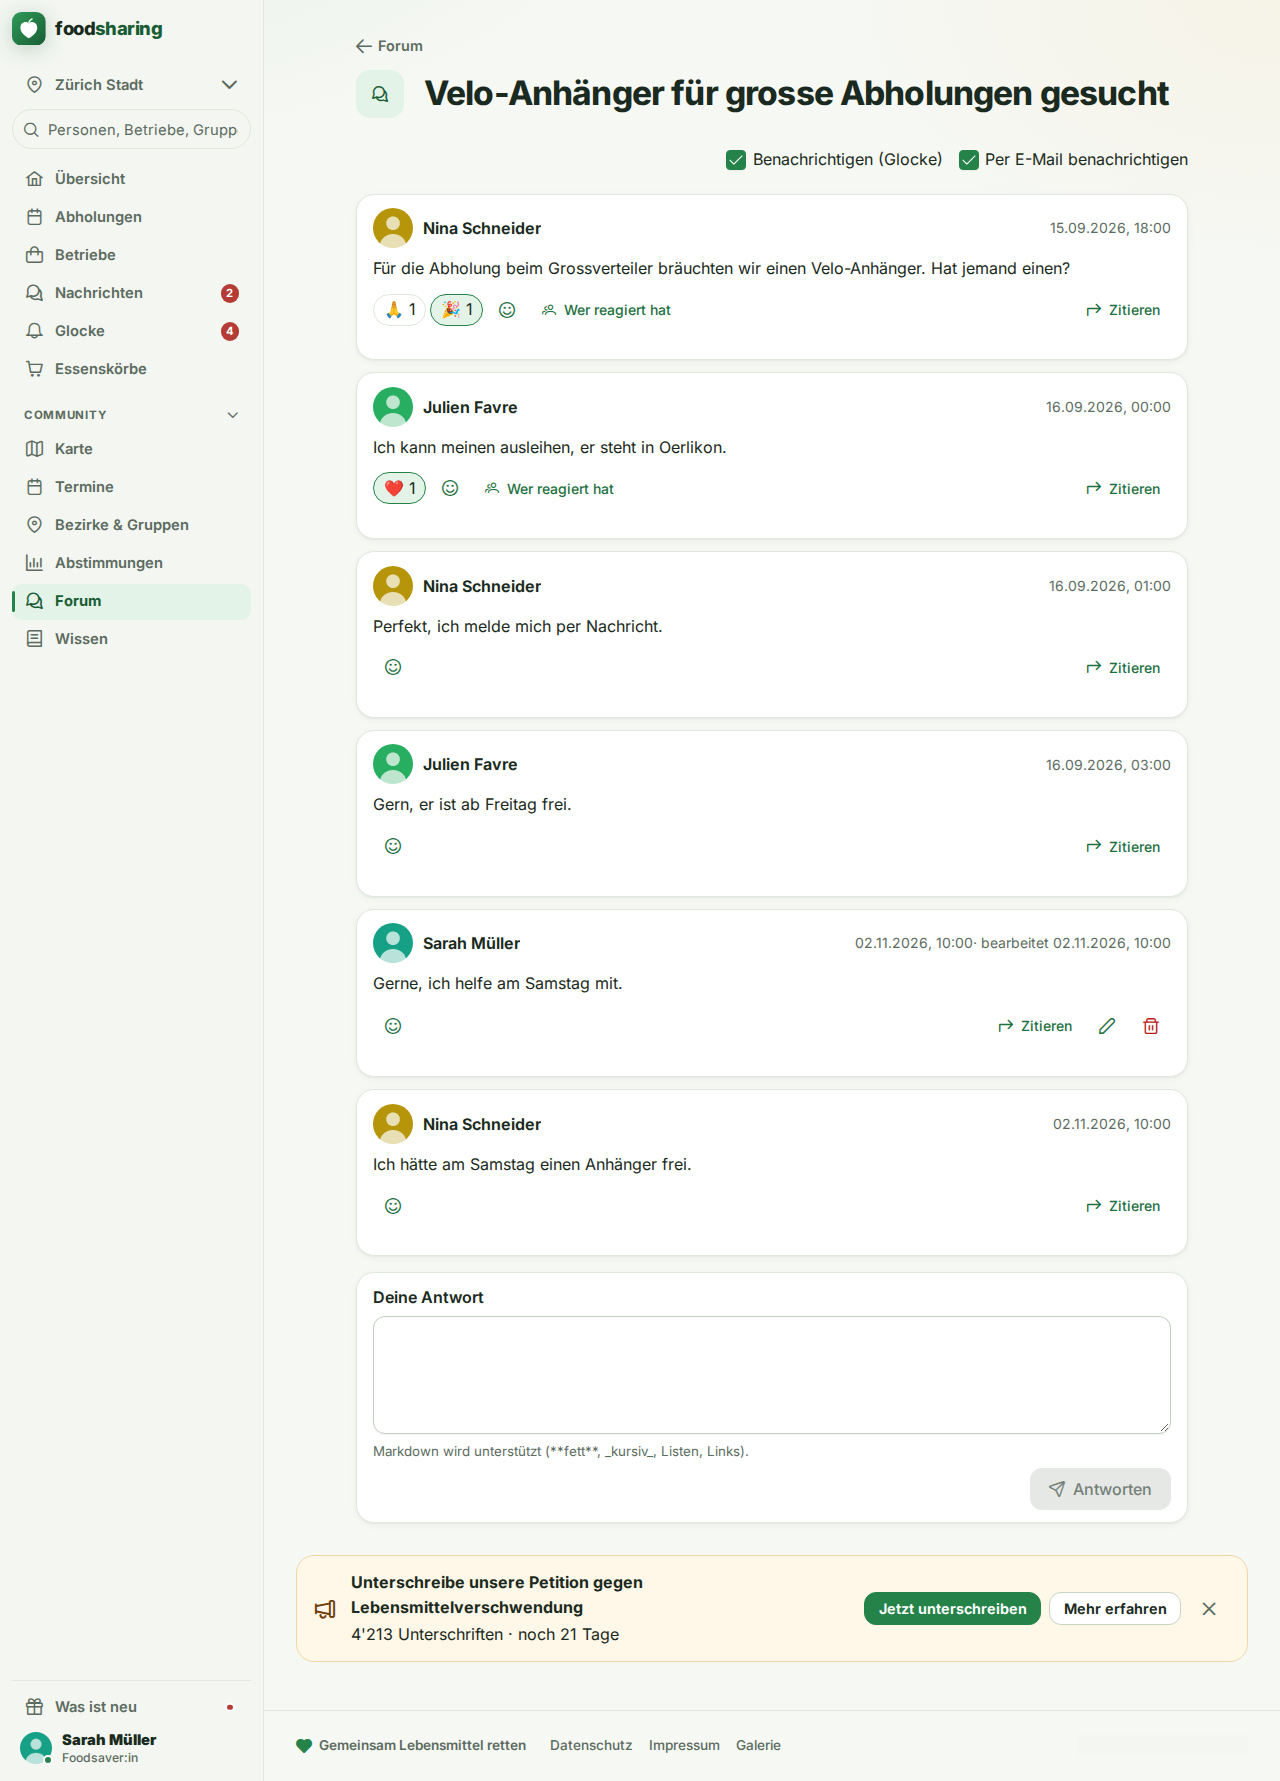 foodsharing
Zürich Stadt
Personen, Betriebe, Grupp
Übersicht
Abholungen
Betriebe
Nachrichten 2
Glocke 4
Essenskörbe
COMMUNITY
Karte
Termine
Bezirke & Gruppen
Abstimmungen
Forum
Wissen
Was ist neu
Sarah Müller
Foodsaver:in
Forum
Velo-Anhänger für grosse Abholungen gesucht
Benachrichtigen (Glocke) Per E-Mail benachrichtigen
Nina Schneider 15.09.2026, 18:00
Für die Abholung beim Grossverteiler bräuchten wir einen Velo-Anhänger. Hat jemand einen?
🙏 1 🎉 1 Wer reagiert hat Zitieren
Julien Favre 16.09.2026, 00:00
Ich kann meinen ausleihen, er steht in Oerlikon.
❤️ 1 Wer reagiert hat Zitieren
Nina Schneider 16.09.2026, 01:00
Perfekt, ich melde mich per Nachricht.
Zitieren
Julien Favre 16.09.2026, 03:00
Gern, er ist ab Freitag frei.
Zitieren
Sarah Müller 02.11.2026, 10:00· bearbeitet 02.11.2026, 10:00
Gerne, ich helfe am Samstag mit.
Zitieren
Nina Schneider 02.11.2026, 10:00
Ich hätte am Samstag einen Anhänger frei.
Zitieren
Deine Antwort
Markdown wird unterstützt (**fett**, _kursiv_, Listen, Links).
Antworten
Unterschreibe unsere Petition gegen
Lebensmittelverschwendung
4'213 Unterschriften · noch 21 Tage
Jetzt unterschreiben Mehr erfahren
Gemeinsam Lebensmittel retten Datenschutz Impressum Galerie